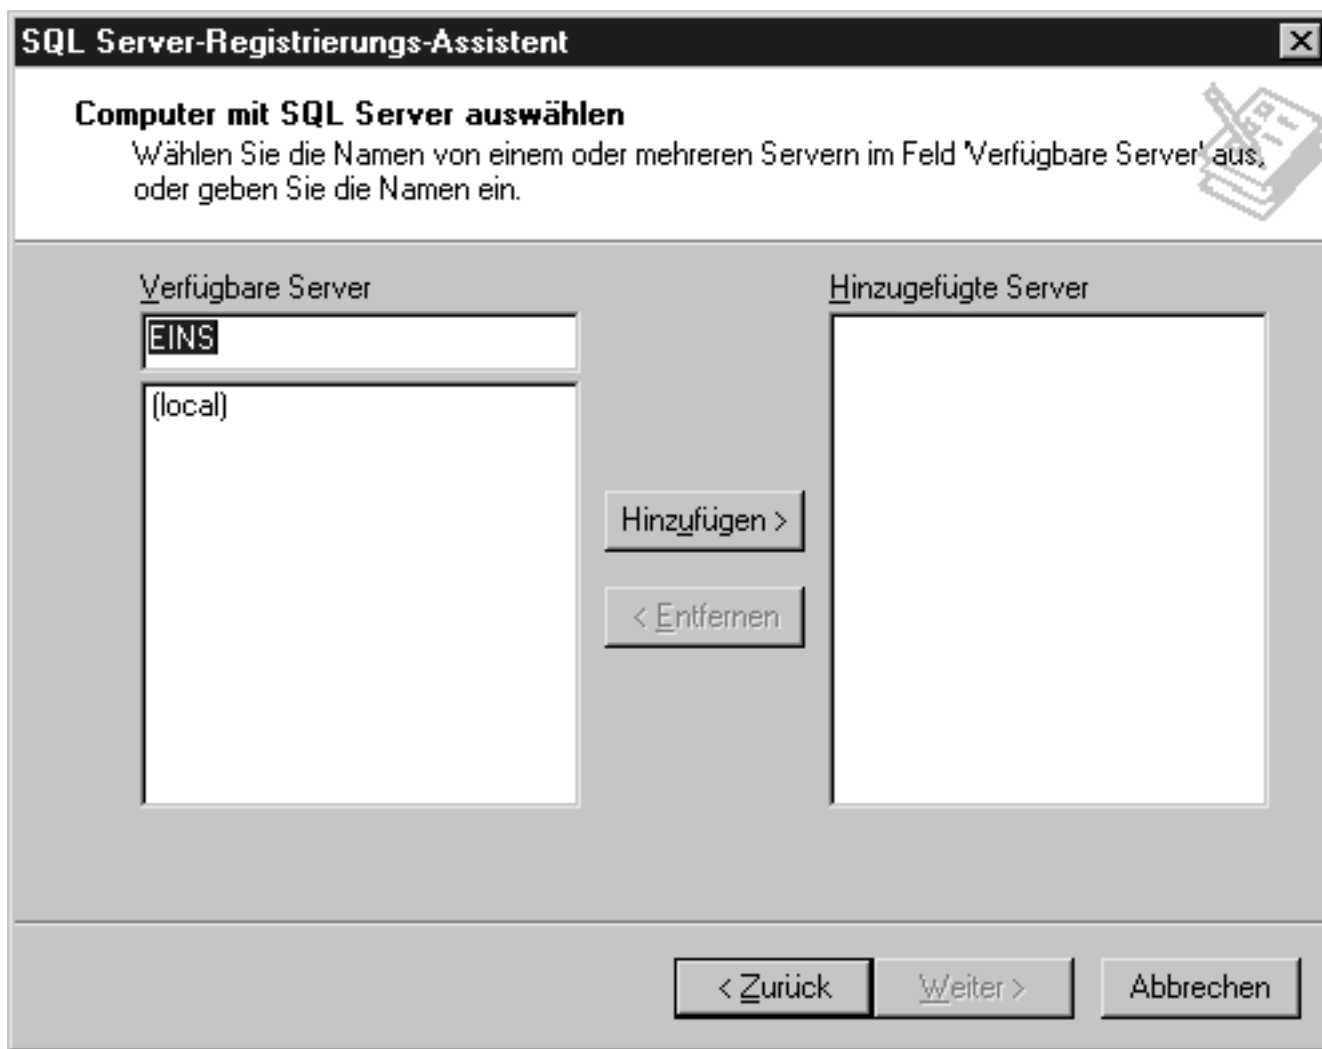 SQL Server-Registrierungs-Assistent
Computer mit SQL Server auswählen
Wählen Sie die Namen von einem oder mehreren Servern im Feld 'Verfügbare Server' aus,
oder geben Sie die Namen ein.
Verfügbare Server
Hinzugefügte Server
EINS
(local)
Hinzufügen >
< Entfernen
< Zurück
Weiter >
Abbrechen